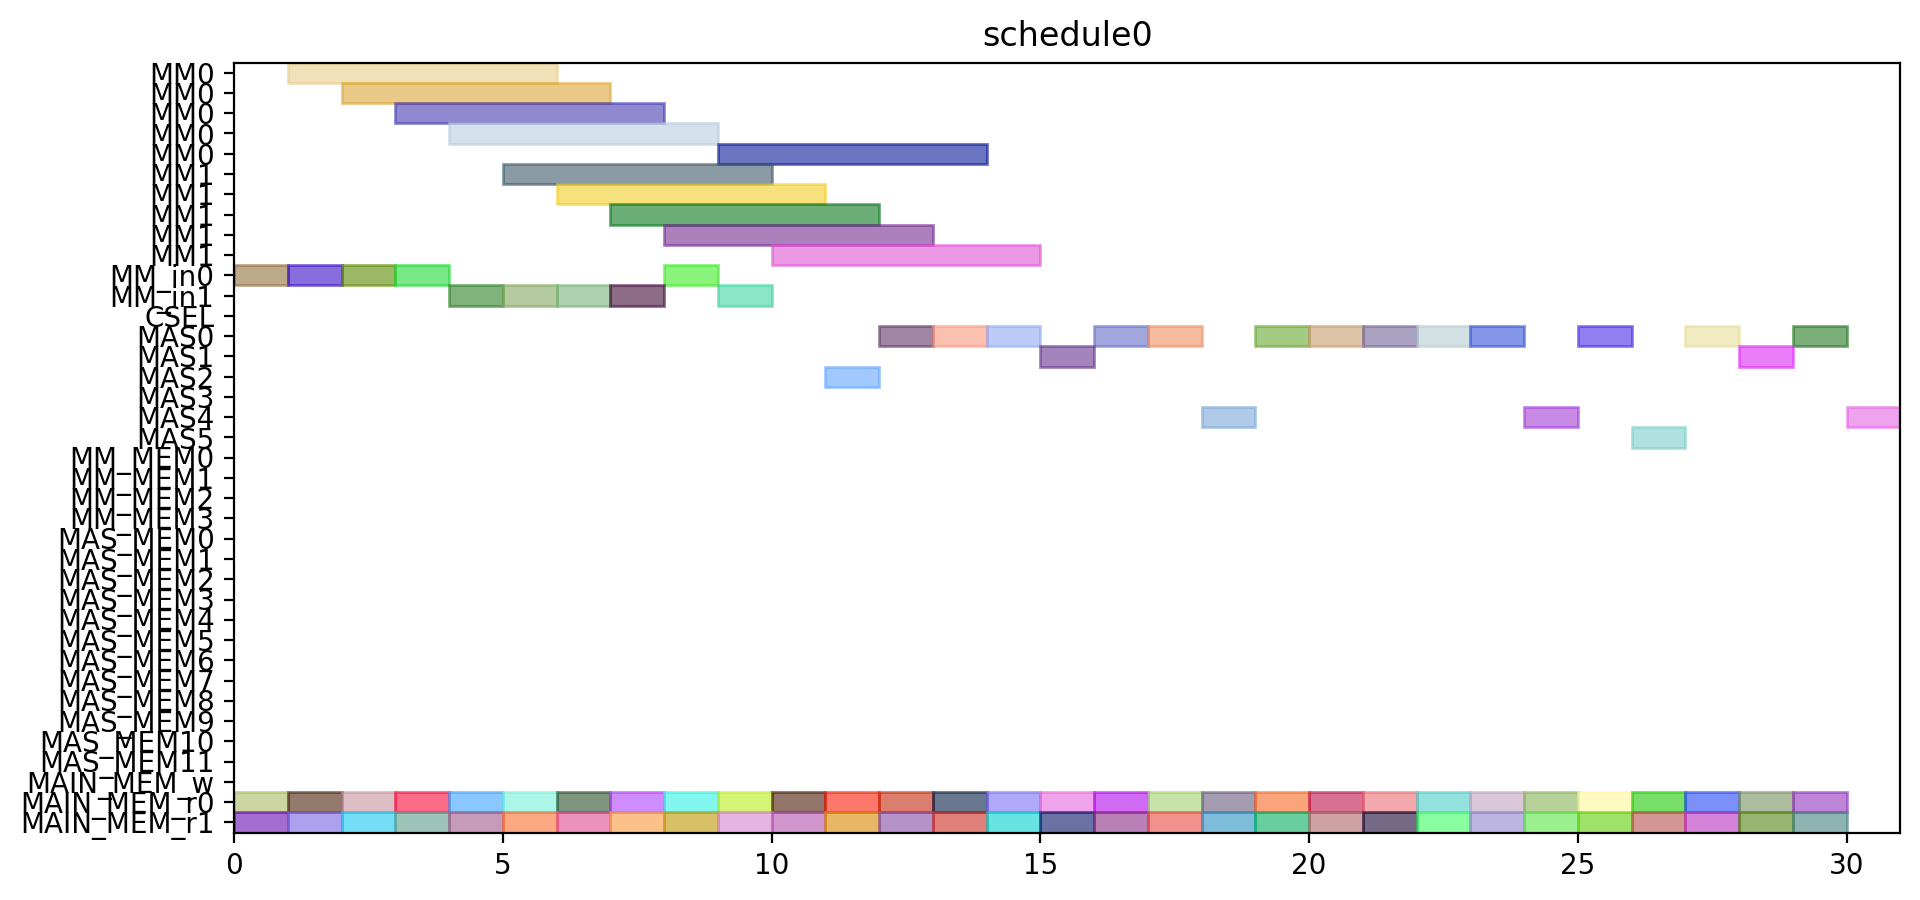 schedule0
MM0
MM0
MM0
MM0
MM0
MM1
MM1
MM1
MM1
MM1
MM_in0
MM_in1
CSEL
MAS0
MAS1
MAS2
MAS3
MAS4
MAS5
MM_MEM0
MM_MEM1
MM_MEM2
MM_MEM3
MAS_MEM0
MAS_MEM1
MAS_MEM2
MAS_MEM3
MAS_MEM4
MAS_MEM5
MAS_MEM6
MAS_MEM7
MAS_MEM8
MAS_MEM9
MAS_MEM10
MAS_MEM11
MAIN_MEM_w
MAIN_MEM_r0
MAIN_MEM_r1
0 5 10 15 20 25 30